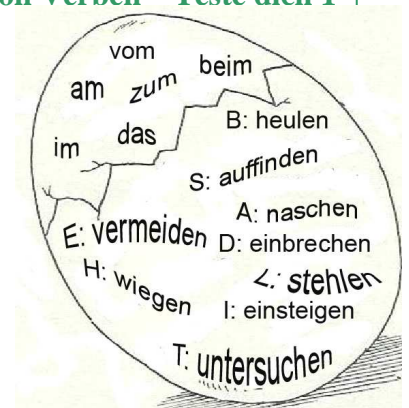 on Verben – Teste dich 1
vom
am zum beim
im das
B: heulen
S: auffinden
A: naschen
E: vermeiden D: einbrechen
H: wiegen L: stehlen
I: einsteigen
T: untersuchen